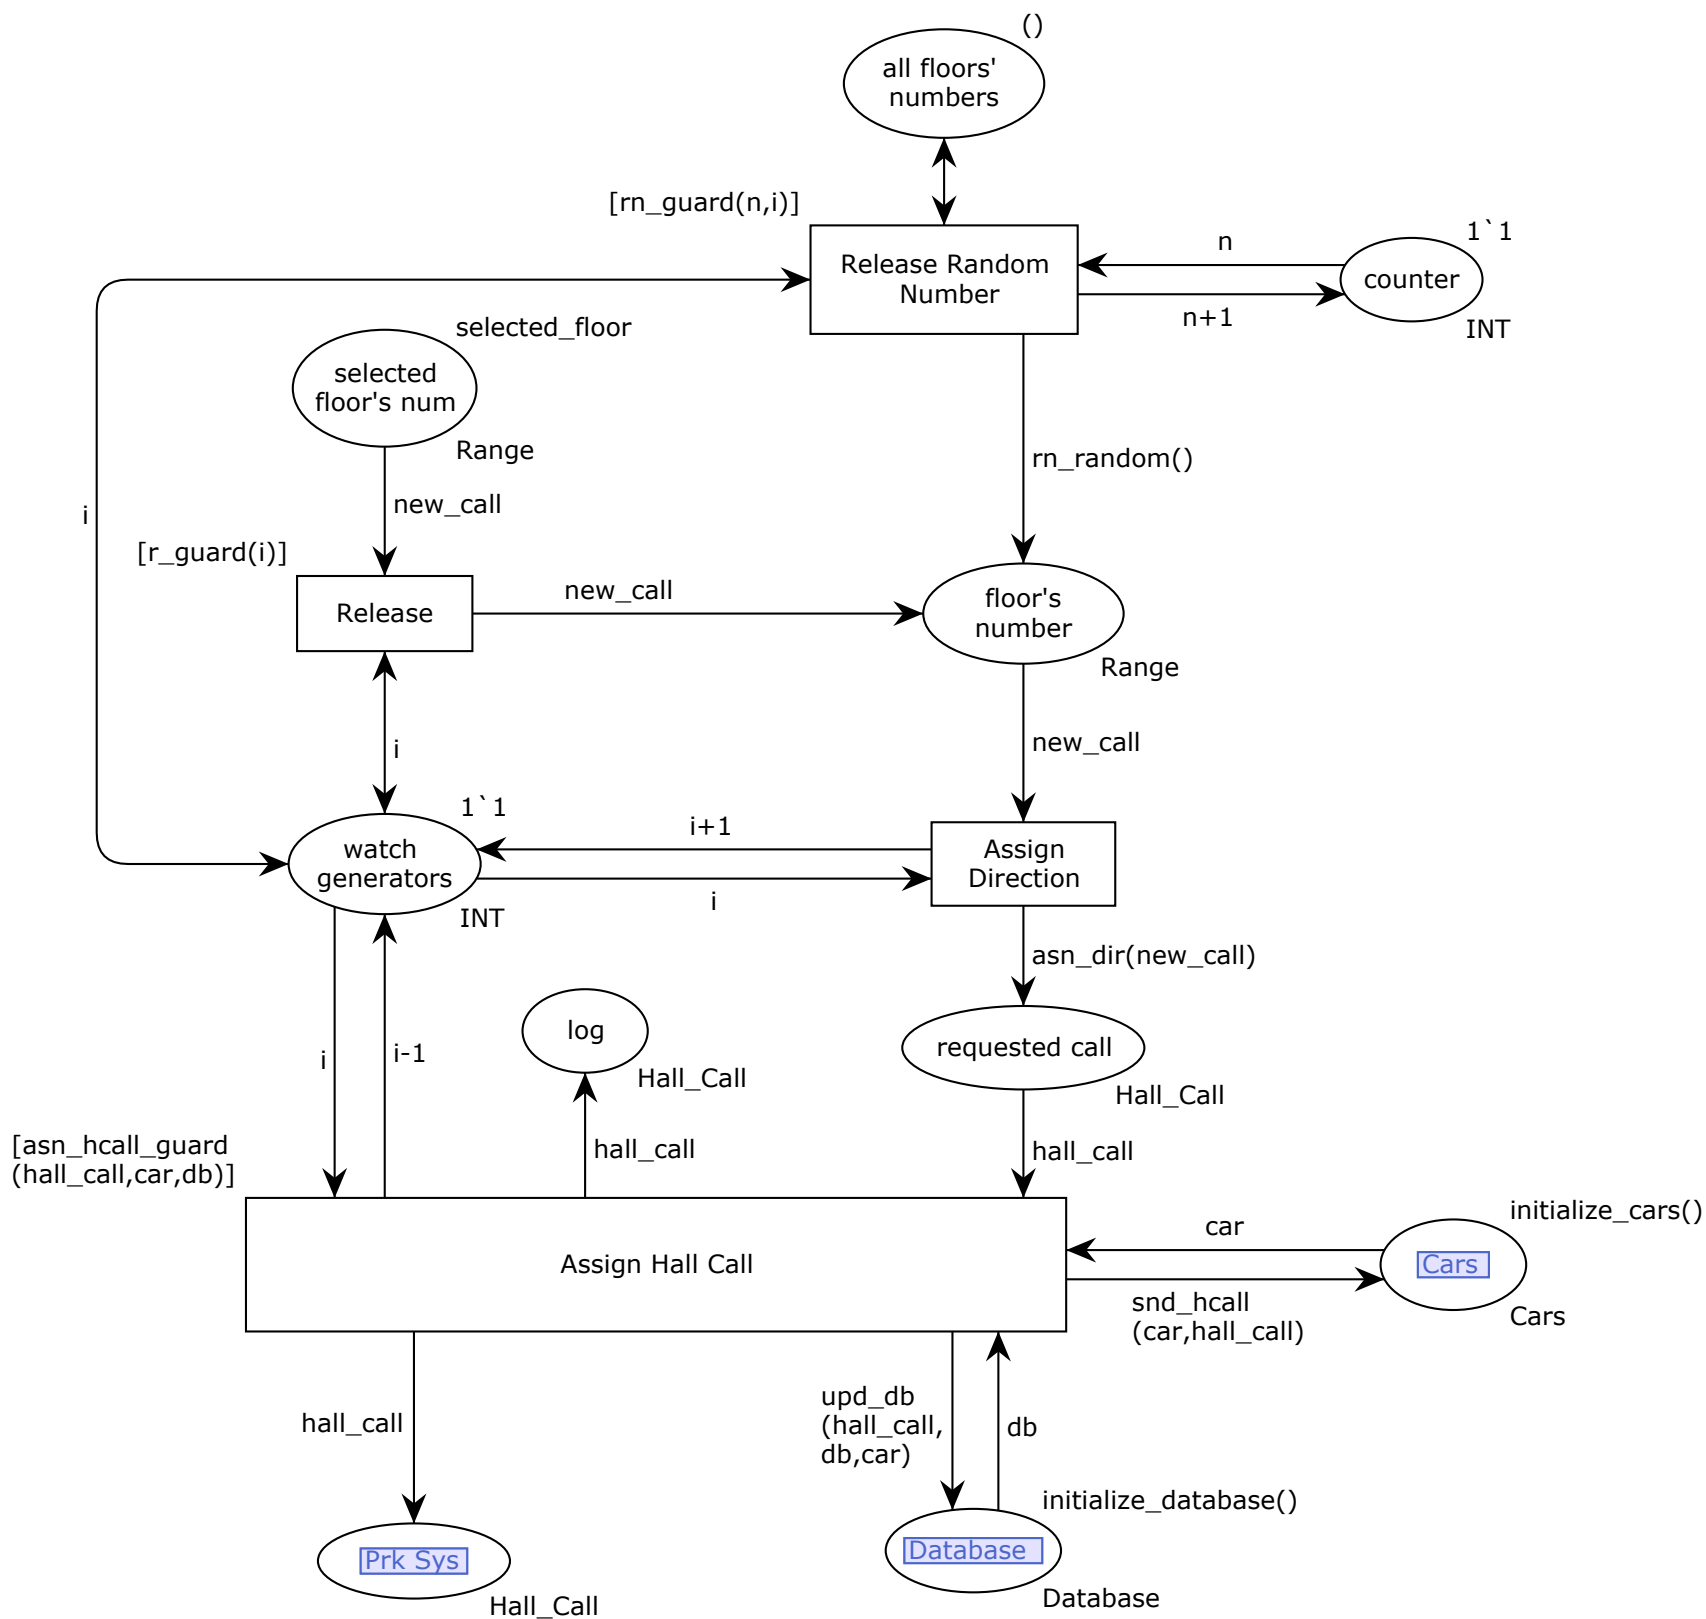 ()
all floors'
numbers
[rn_guard(n,i)]
Release Random
Number
n
n+1
1`1
counter
INT
selected_floor
selected
floor's num
Range
new_call
rn_random()
i
[r_guard(i)]
Release
new_call
floor's
number
Range
i
new_call
1`1
watch
generators
INT
i+1
i
Assign
Direction
asn_dir(new_call)
log
Hall_Call
requested call
Hall_Call
i
i-1
hall_call
hall_call
[asn_hcall_guard
(hall_call,car,db)]
Assign Hall Call
car
snd_hcall
(car,hall_call)
initialize_cars()
Cars
Cars
hall_call
upd_db
(hall_call,
db,car)
db
initialize_database()
Prk Sys
Hall_Call
Database
Database